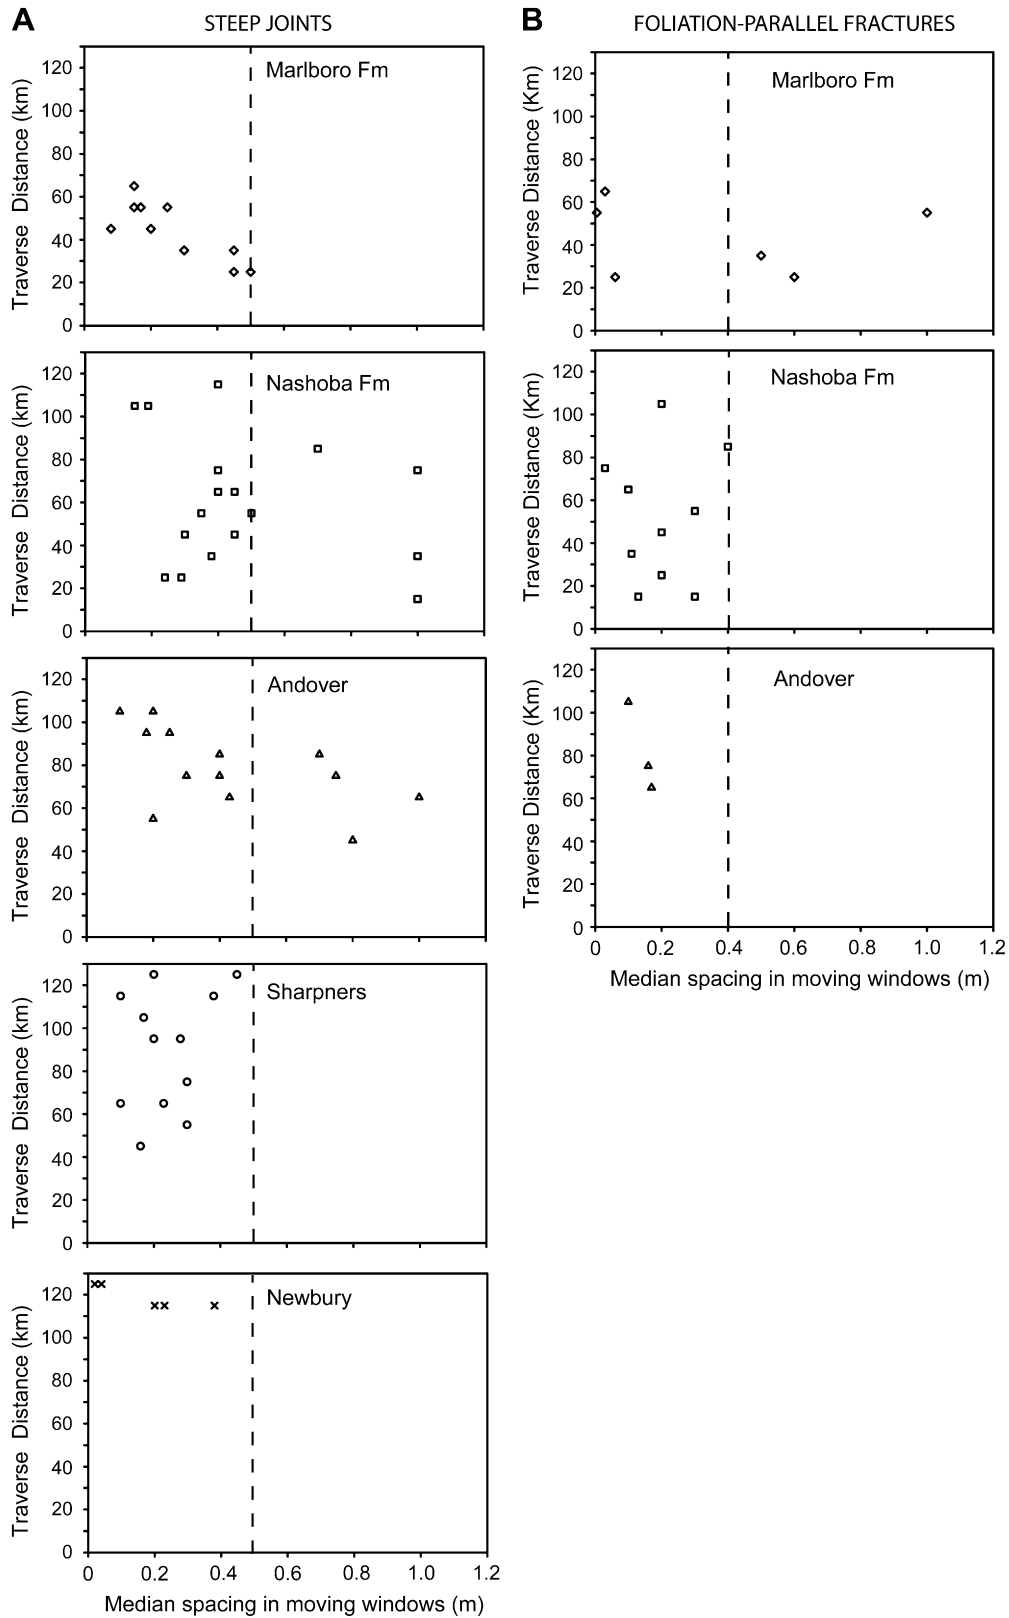 A
STEEP JOINTS
Marlboro Fm
Traverse Distance (km)
120
100
80
60
40
20
0
Nashoba Fm
Traverse Distance (km)
120
100
80
60
40
20
0
Andover
Traverse Distance (km)
120
100
80
60
40
20
0
Sharpners
Traverse Distance (km)
120
100
80
60
40
20
0
Newbury
Traverse Distance (km)
120
100
80
60
40
20
0
0 0.2 0.4 0.6 0.8 1.0 1.2
Median spacing in moving windows (m)
B
FOLIATION-PARALLEL FRACTURES
Marlboro Fm
Traverse Distance (Km)
120
100
80
60
40
20
0
Nashoba Fm
Traverse Distance (Km)
120
100
80
60
40
20
0
Andover
Traverse Distance (Km)
120
100
80
60
40
20
0
0 0.2 0.4 0.6 0.8 1.0 1.2
Median spacing in moving windows (m)